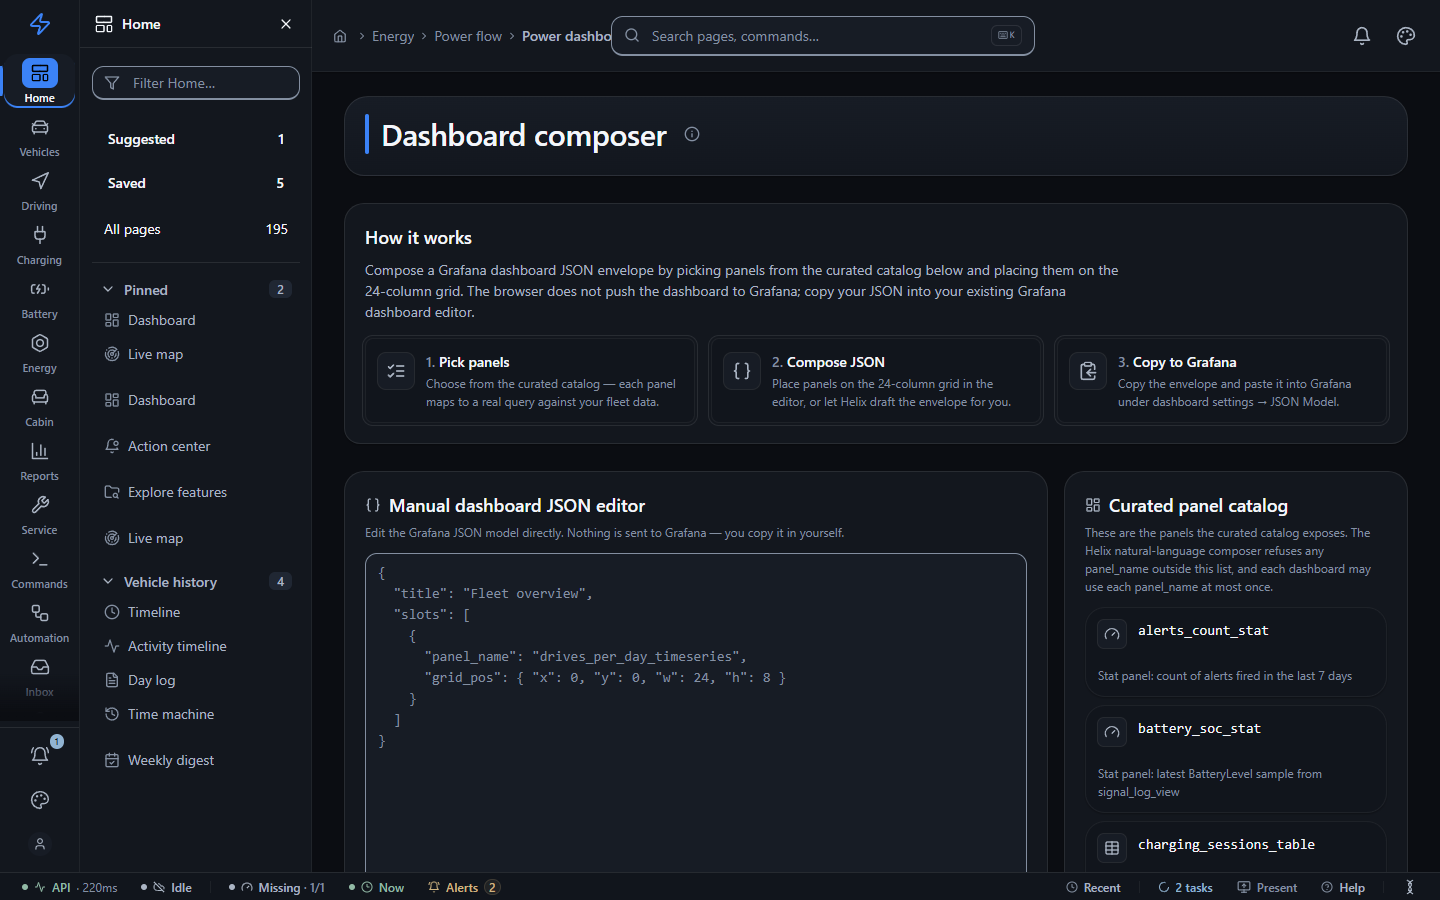 Home
Energy
Power flow
Power dashbo
Search pages, commands...
K
Home
Vehicles
Driving
Charging
Battery
Energy
Cabin
Reports
Service
Commands
Automation
Inbox
1
Filter Home...
Suggested 1
Saved 5
All pages 195
Pinned 2
Dashboard
Live map
Dashboard
Action center
Explore features
Live map
Vehicle history 4
Timeline
Activity timeline
Day log
Time machine
Weekly digest
Dashboard composer
How it works
Compose a Grafana dashboard JSON envelope by picking panels from the curated catalog below and placing them on the
24-column grid. The browser does not push the dashboard to Grafana; copy your JSON into your existing Grafana
dashboard editor.
1. Pick panels
Choose from the curated catalog — each panel
maps to a real query against your fleet data.
2. Compose JSON
Place panels on the 24-column grid in the
editor, or let Helix draft the envelope for you.
3. Copy to Grafana
Copy the envelope and paste it into Grafana
under dashboard settings → JSON Model.
Manual dashboard JSON editor
Edit the Grafana JSON model directly. Nothing is sent to Grafana — you copy it in yourself.
{
"title": "Fleet overview",
"slots": [
{
"panel_name": "drives_per_day_timeseries",
"grid_pos": { "x": 0, "y": 0, "w": 24, "h": 8 }
}
]
}
Curated panel catalog
These are the panels the curated catalog exposes. The
Helix natural-language composer refuses any
panel_name outside this list, and each dashboard may
use each panel_name at most once.
alerts_count_stat
Stat panel: count of alerts fired in the last 7 days
battery_soc_stat
Stat panel: latest BatteryLevel sample from
signal_log_view
charging_sessions_table
API · 220ms
Idle
Missing · 1/1
Now
Alerts 2
Recent
2 tasks
Present
Help